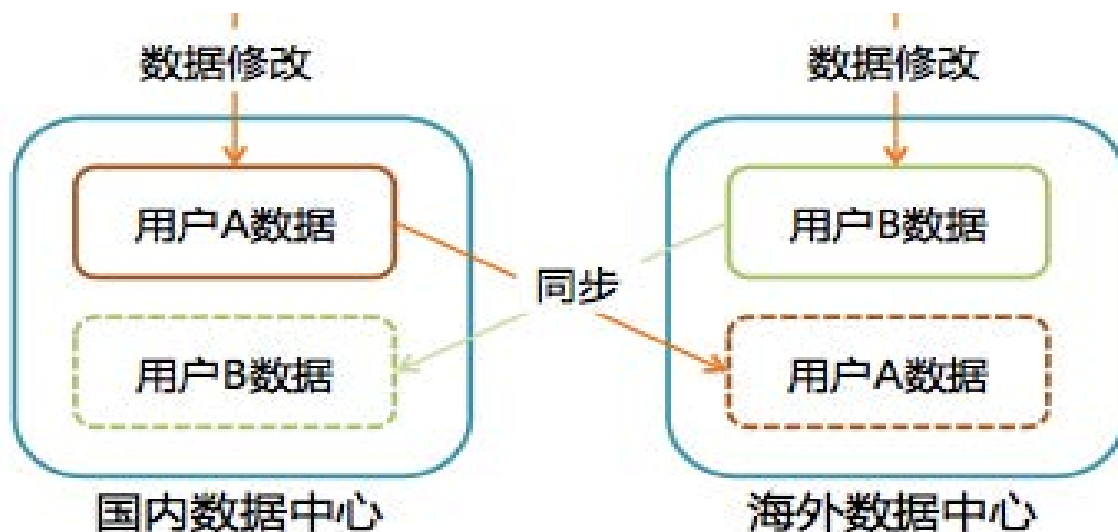 数据修改
数据修改
用户A数据
用户B数据
同步
用户B数据
用户A数据
国内数据中心
海外数据中心